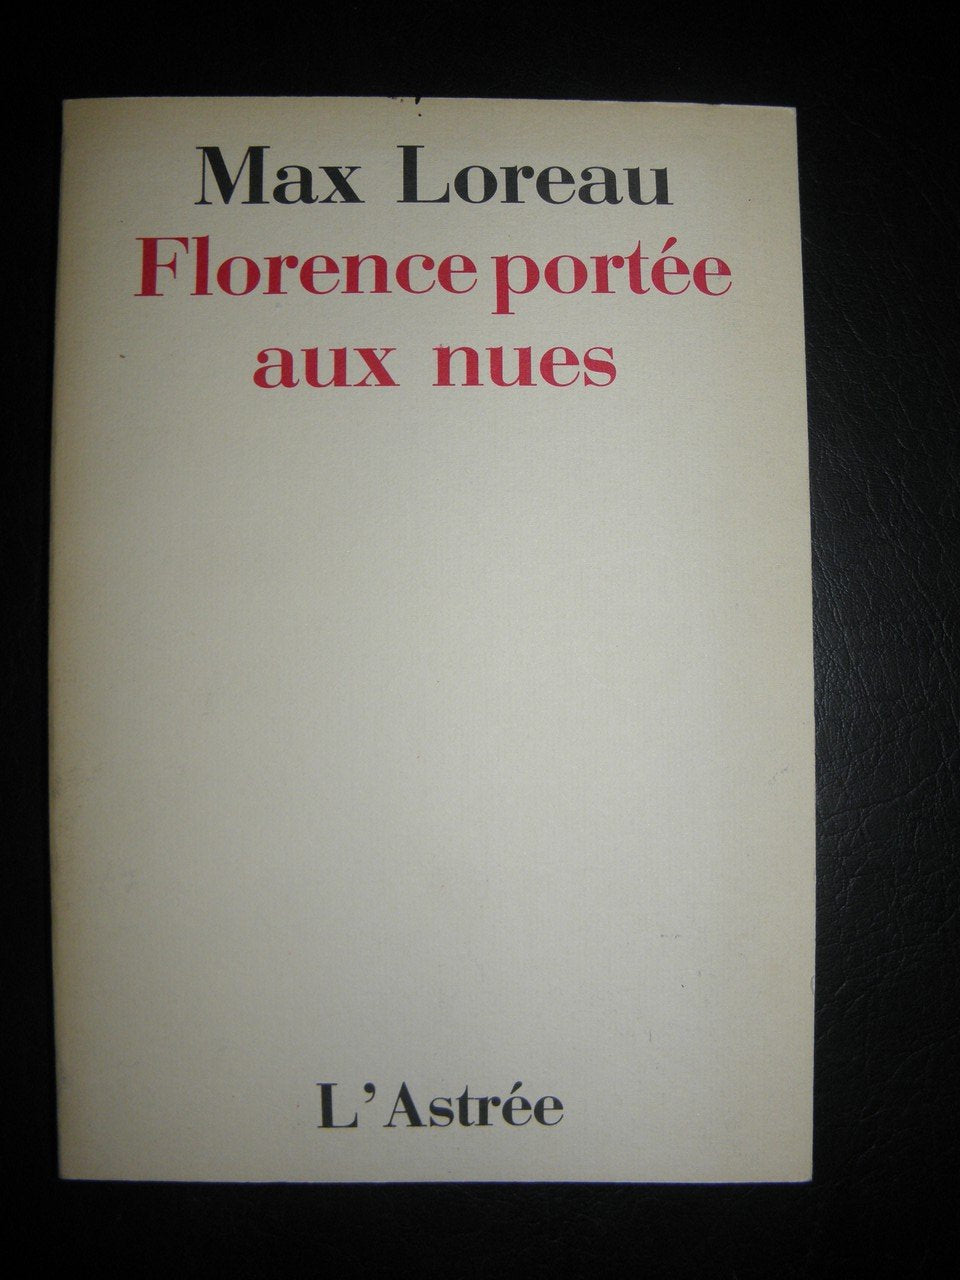 Max Loreau
Florence portée
aux nues
L'Astrée